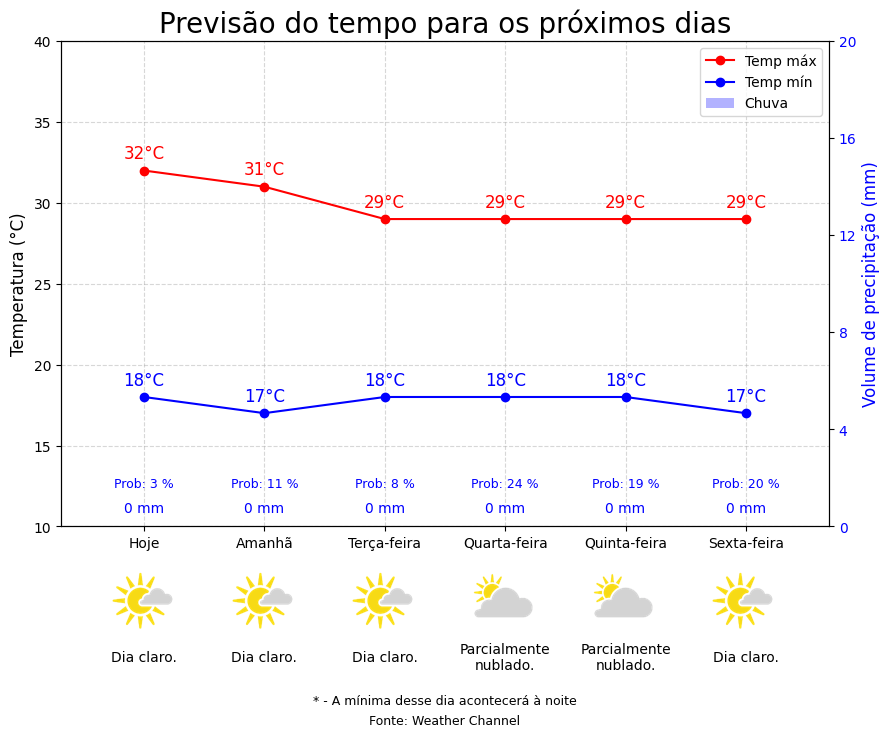 Previsão do tempo para os próximos dias
40
35
30
25
20
15
10
Temperatura (°C)
20
16
12
8
4
0
Volume de precipitação (mm)
Temp máx
Temp mín
Chuva
32°C 31°C 29°C 29°C 29°C 29°C
18°C 17°C 18°C 18°C 18°C 17°C
Prob: 3 % Prob: 11 % Prob: 8 % Prob: 24 % Prob: 19 % Prob: 20 %
0 mm 0 mm 0 mm 0 mm 0 mm 0 mm
Hoje Amanhã Terça-feira Quarta-feira Quinta-feira Sexta-feira
Dia claro. Dia claro. Dia claro. Parcialmente nublado. Parcialmente nublado. Dia claro.
* - A mínima desse dia acontecerá à noite
Fonte: Weather Channel